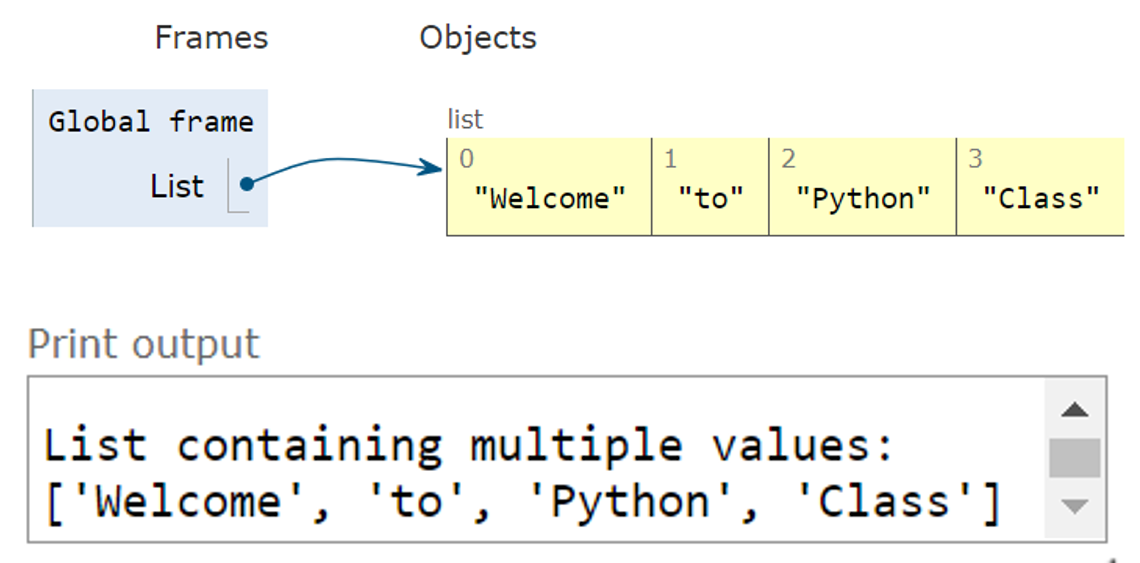 Frames Objects
Global frame
List
list
0 1 2 3
"Welcome" "to" "Python" "Class"
Print output
List containing multiple values:
['Welcome', 'to', 'Python', 'Class']